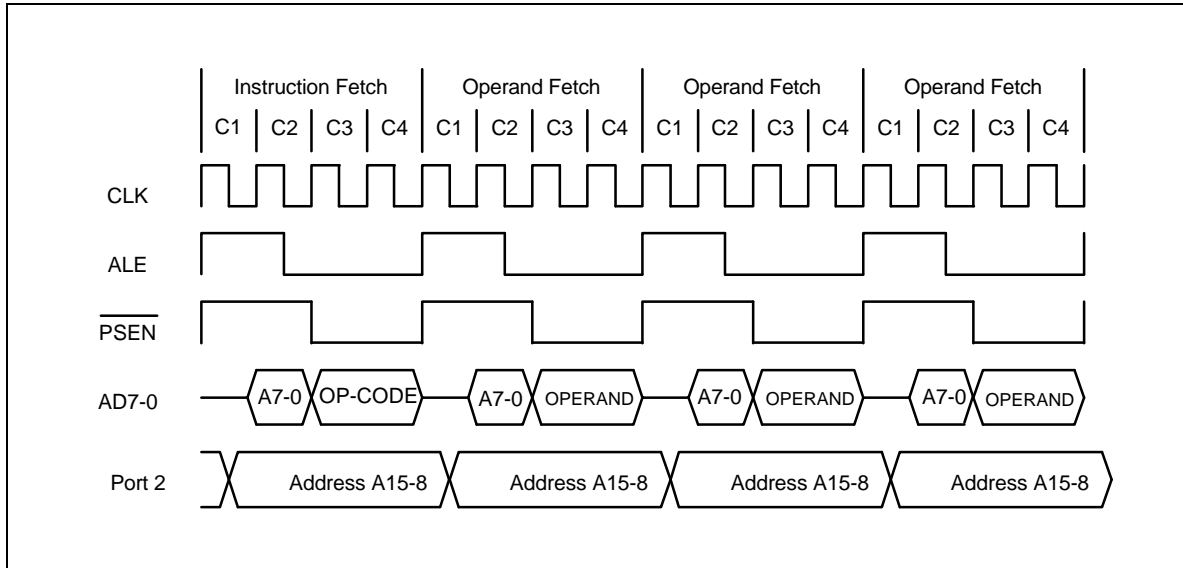 Instruction Fetch Operand Fetch Operand Fetch Operand Fetch
C1 C2 C3 C4 C1 C2 C3 C4 C1 C2 C3 C4 C1 C2 C3 C4
CLK
ALE
PSEN
AD7-0 A7-0 OP-CODE A7-0 OPERAND A7-0 OPERAND A7-0 OPERAND
Port 2 Address A15-8 Address A15-8 Address A15-8 Address A15-8